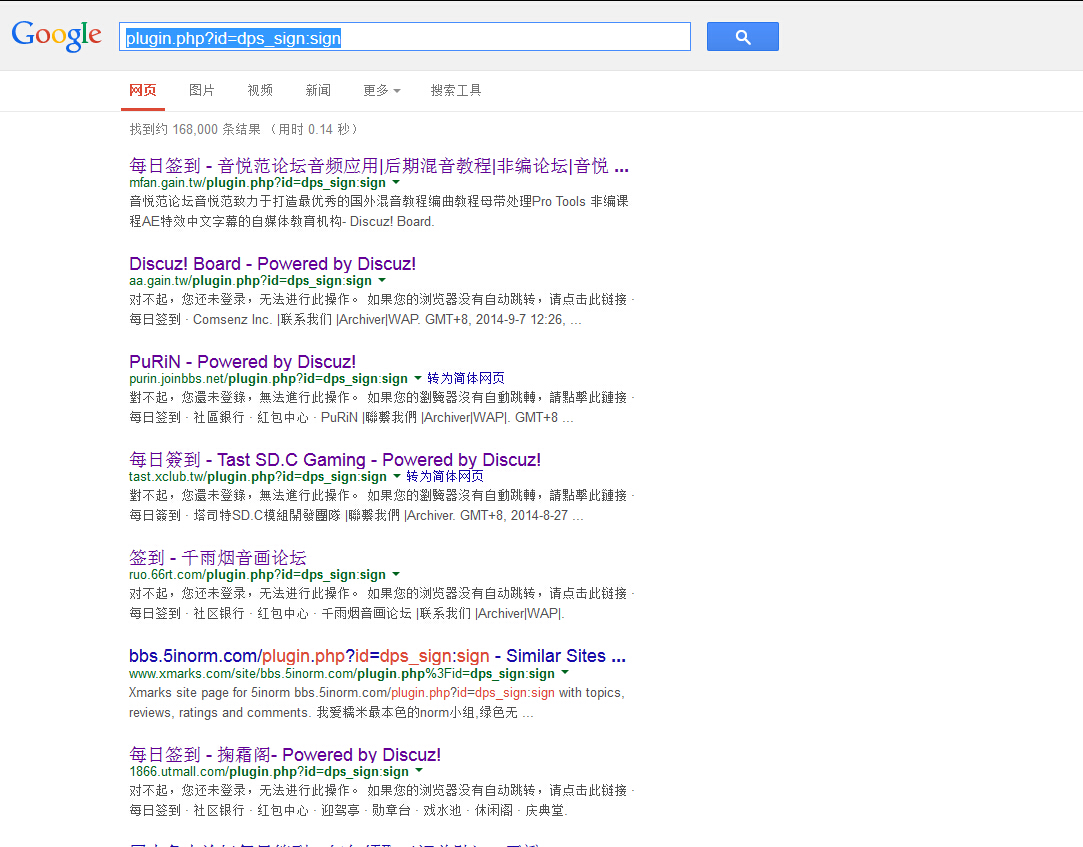 Google
plugin.php?id=dps_sign:sign
网页 图片 视频 新闻 更多 搜索工具
找到约 168,000 条结果 （用时 0.14 秒）
每日签到 - 音悦范论坛音频应用|后期混音教程|非编论坛|音悦 ...
mfan.gain.tw/plugin.php?id=dps_sign:sign
音悦范论坛音悦范致力于打造最优秀的国外混音教程编曲教程母带处理Pro Tools 非编课
程AE特效中文字幕的自媒体教育机构- Discuz! Board.
Discuz! Board - Powered by Discuz!
aa.gain.tw/plugin.php?id=dps_sign:sign
对不起，您还未登录，无法进行此操作。 如果您的浏览器没有自动跳转，请点击此链接 ·
每日签到 · Comsenz Inc. |联系我们 |Archiver|WAP. GMT+8, 2014-9-7 12:26, ...
PuRiN - Powered by Discuz!
purin.joinbbs.net/plugin.php?id=dps_sign:sign 转为简体网页
對不起，您還未登錄，無法進行此操作。 如果您的瀏覽器沒有自動跳轉，請點擊此鏈接 ·
每日签到 · 社區銀行 · 红包中心 · PuRiN |聯繫我們 |Archiver|WAP|. GMT+8 ...
每日簽到 - Tast SD.C Gaming - Powered by Discuz!
tast.xclub.tw/plugin.php?id=dps_sign:sign 转为简体网页
對不起，您還未登錄，無法進行此操作。 如果您的瀏覽器沒有自動跳轉，請點擊此鏈接 ·
每日簽到 · 塔司特SD.C模組開發團隊 |聯繫我們 |Archiver. GMT+8, 2014-8-27 ...
签到 - 千雨烟音画论坛
ruo.66rt.com/plugin.php?id=dps_sign:sign
对不起，您还未登录，无法进行此操作。 如果您的浏览器没有自动跳转，请点击此链接 ·
每日签到 · 社区银行 · 红包中心 · 千雨烟音画论坛 |联系我们 |Archiver|WAP|.
bbs.5inorm.com/plugin.php?id=dps_sign:sign - Similar Sites ...
www.xmarks.com/site/bbs.5inorm.com/plugin.php%3Fid=dps_sign:sign
Xmarks site page for 5inorm bbs.5inorm.com/plugin.php?id=dps_sign:sign with topics,
reviews, ratings and comments. 我爱糯米最本色的norm小组,绿色无 ...
每日签到 - 掬霜阁- Powered by Discuz!
1866.utmall.com/plugin.php?id=dps_sign:sign
对不起，您还未登录，无法进行此操作。 如果您的浏览器没有自动跳转，请点击此链接 ·
每日签到 · 社区银行 · 红包中心 · 迎驾亭 · 勋章台 · 戏水池 · 休闲阁 · 庆典堂.